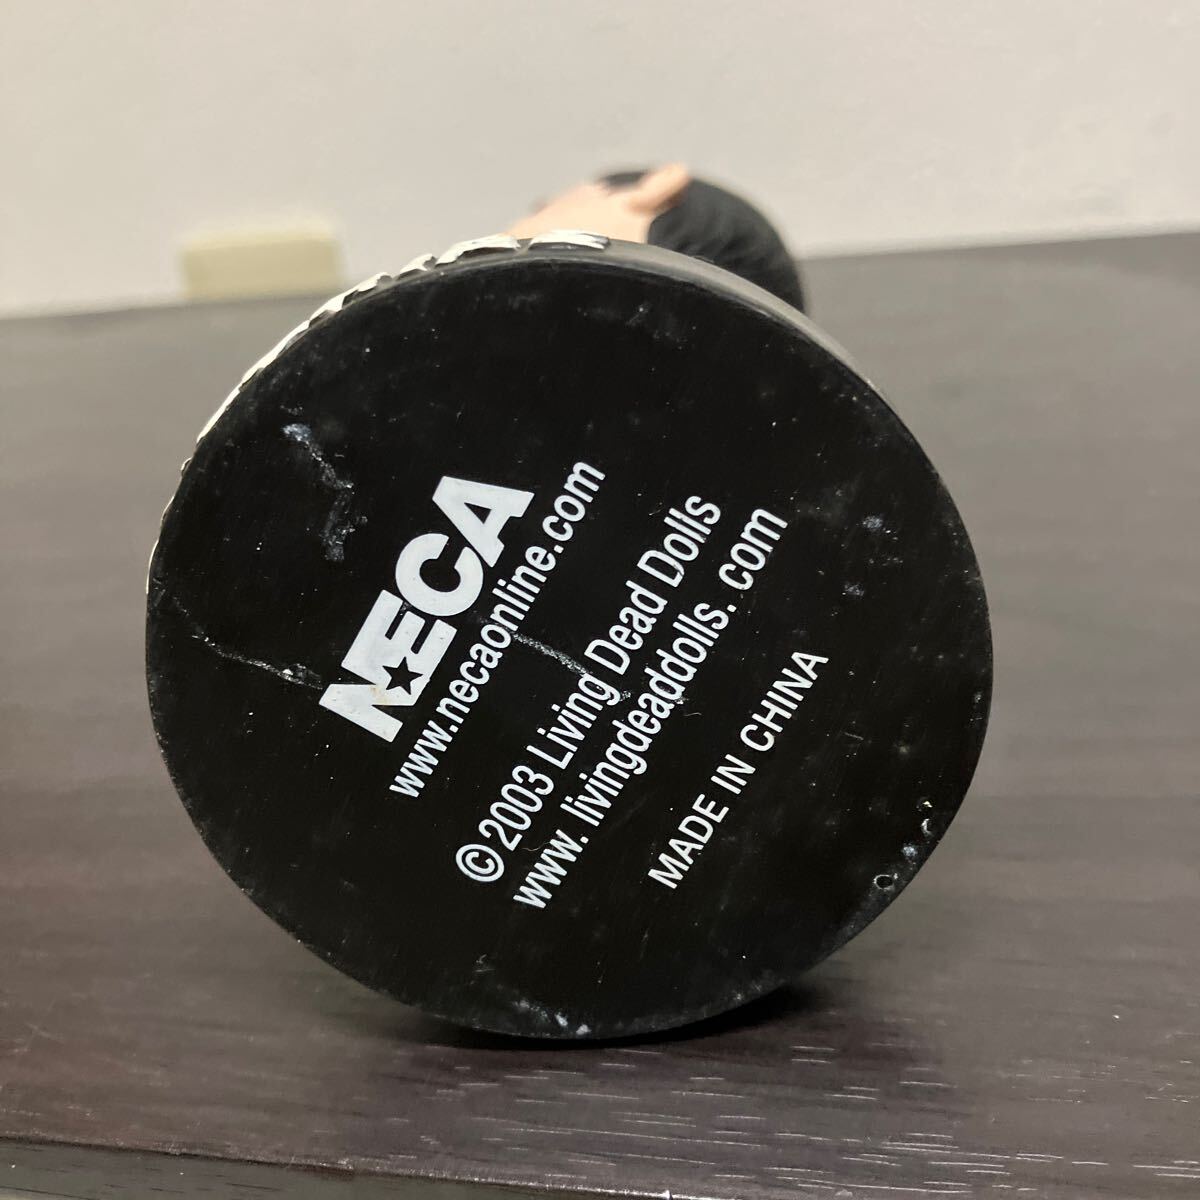 NECA
www.necaonline.com
© 2003 Living Dead Dolls
www. livingdeaddolls. com
MADE IN CHINA